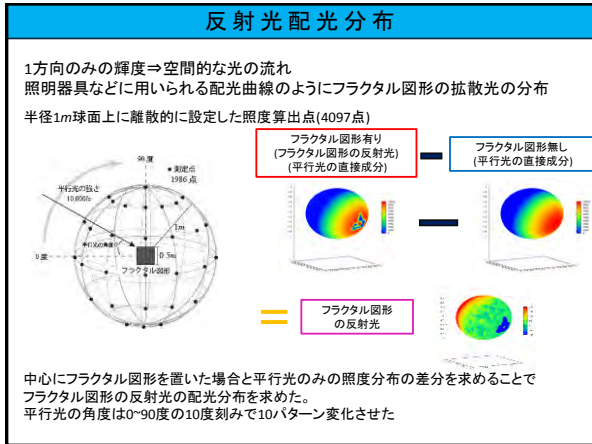 反射光配光分布
1方向のみの輝度⇒空間的な光の流れ
照明器具などに用いられる配光曲線のようにフラクタル図形の拡散光の分布
半径1m球面上に離散的に設定した照度算出点(4097点)
フラクタル図形有り
(フラクタル図形の反射光)
(平行光の直接成分)
フラクタル図形無し
(平行光の直接成分)
90度
•測定点
1986点
平行光の強さ
10,000lx
1m
平行光の角度
0度
0.5m
フラクタル図形
フラクタル図形
の反射光
中心にフラクタル図形を置いた場合と平行光のみの照度分布の差分を求めることで
フラクタル図形の反射光の配光分布を求めた。
平行光の角度は0~90度の10度刻みで10パターン変化させた